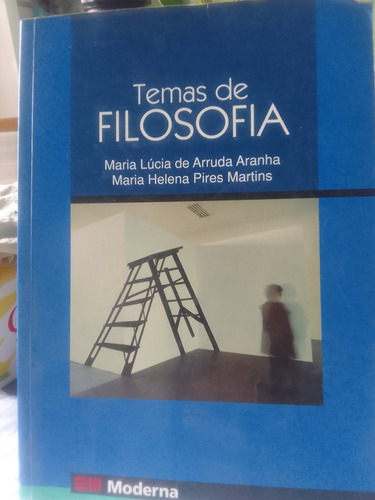 Temas de
FILOSOFIA
Maria Lúcia de Arruda Aranha
Maria Helena Pires Martins
Moderna